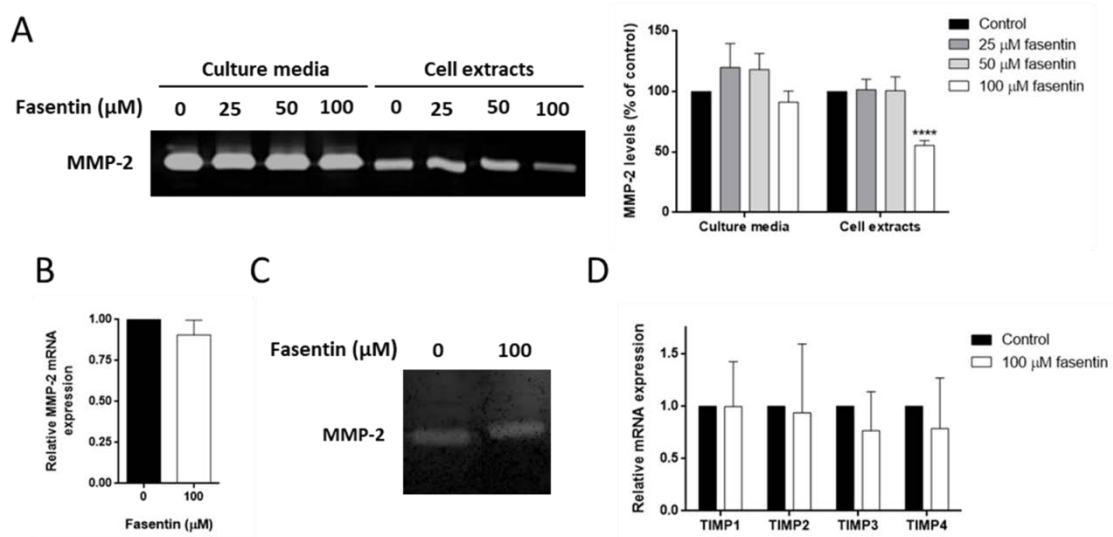 A
Culture media Cell extracts
Fasentin (µM) 0 25 50 100 0 25 50 100
MMP-2
MMP-2 levels (% of control)
150
100
50
0
****
Culture media Cell extracts
Control
25 µM fasentin
50 µM fasentin
100 µM fasentin
B
Relative MMP-2 mRNA
expression
1.00
0.75
0.50
0.25
0.00
0 100
Fasentin (µM)
C
Fasentin (µM) 0 100
MMP-2
D
Relative mRNA expression
1.5
1.0
0.5
0.0
TIMP1 TIMP2 TIMP3 TIMP4
Control
100 µM fasentin